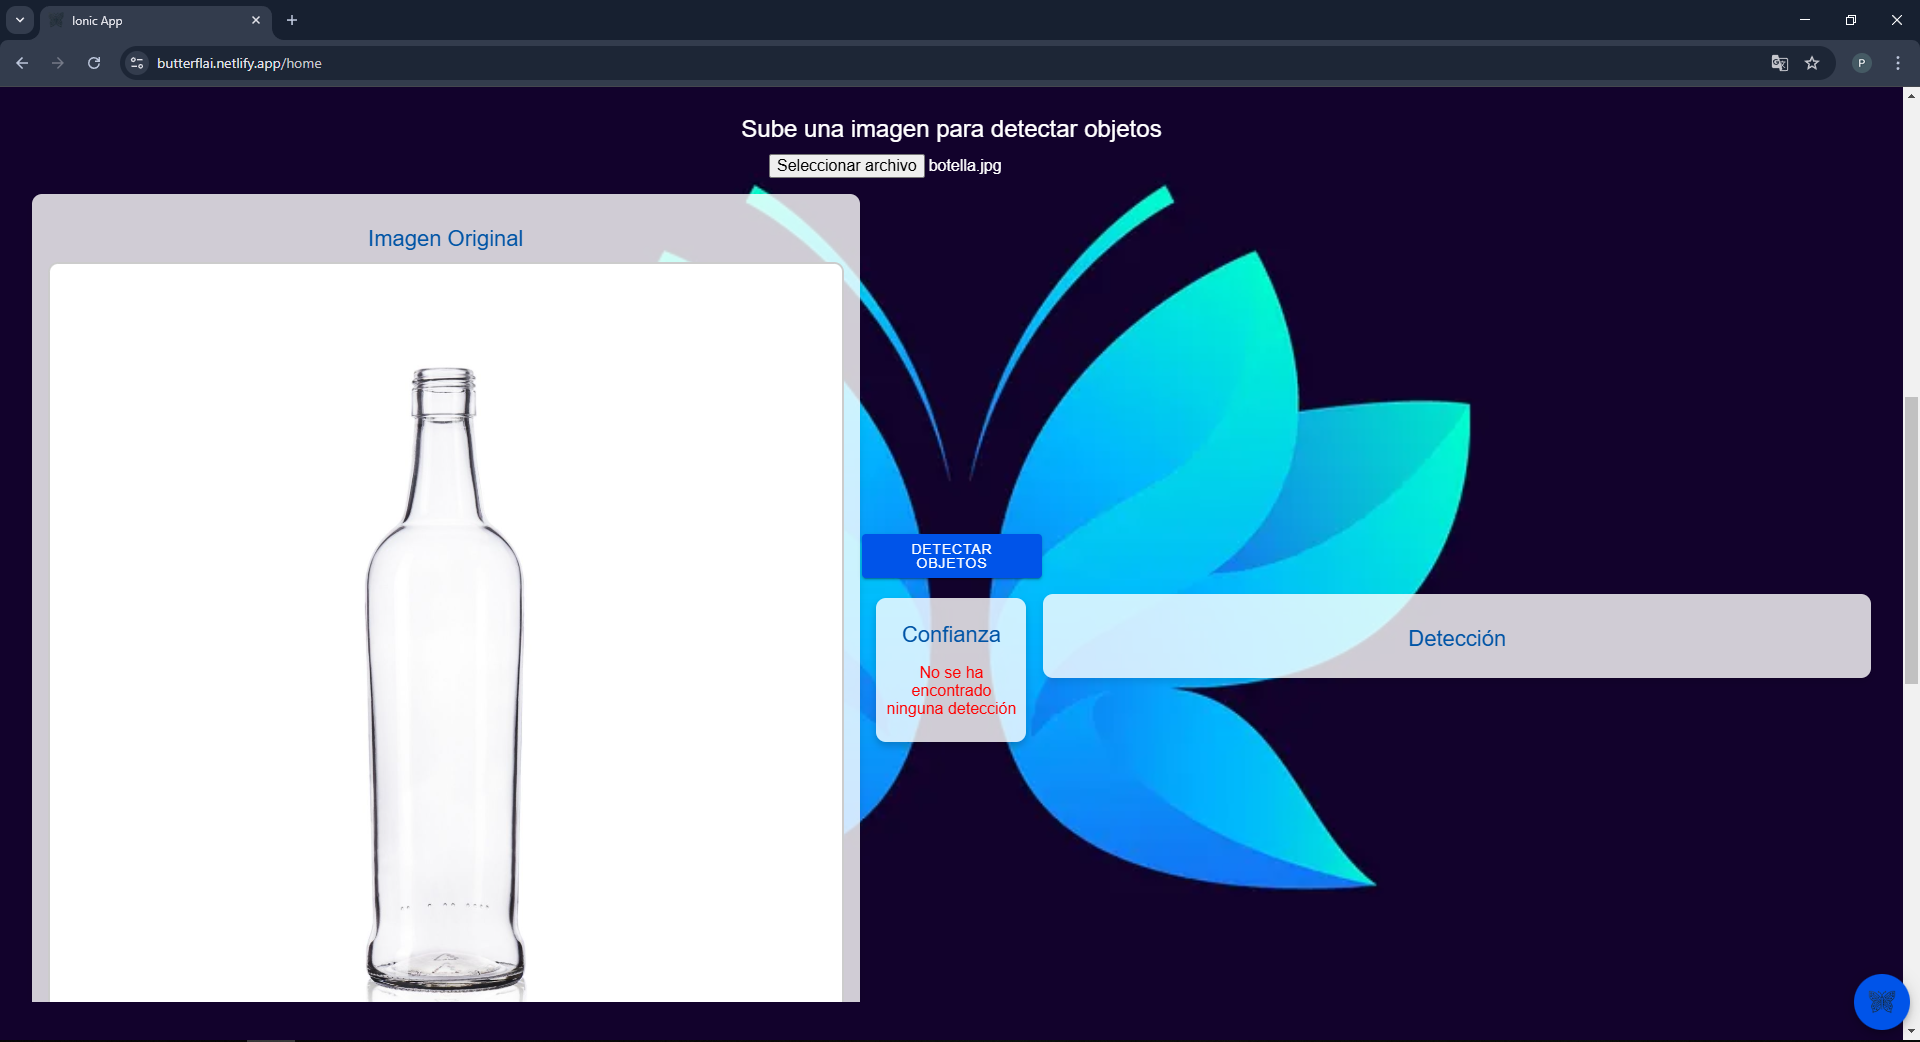 Ionic App
butterflai.netlify.app/home
P
Sube una imagen para detectar objetos
Seleccionar archivo botella.jpg
Imagen Original
DETECTAR
OBJETOS
Confianza
No se ha
encontrado
ninguna detección
Detección